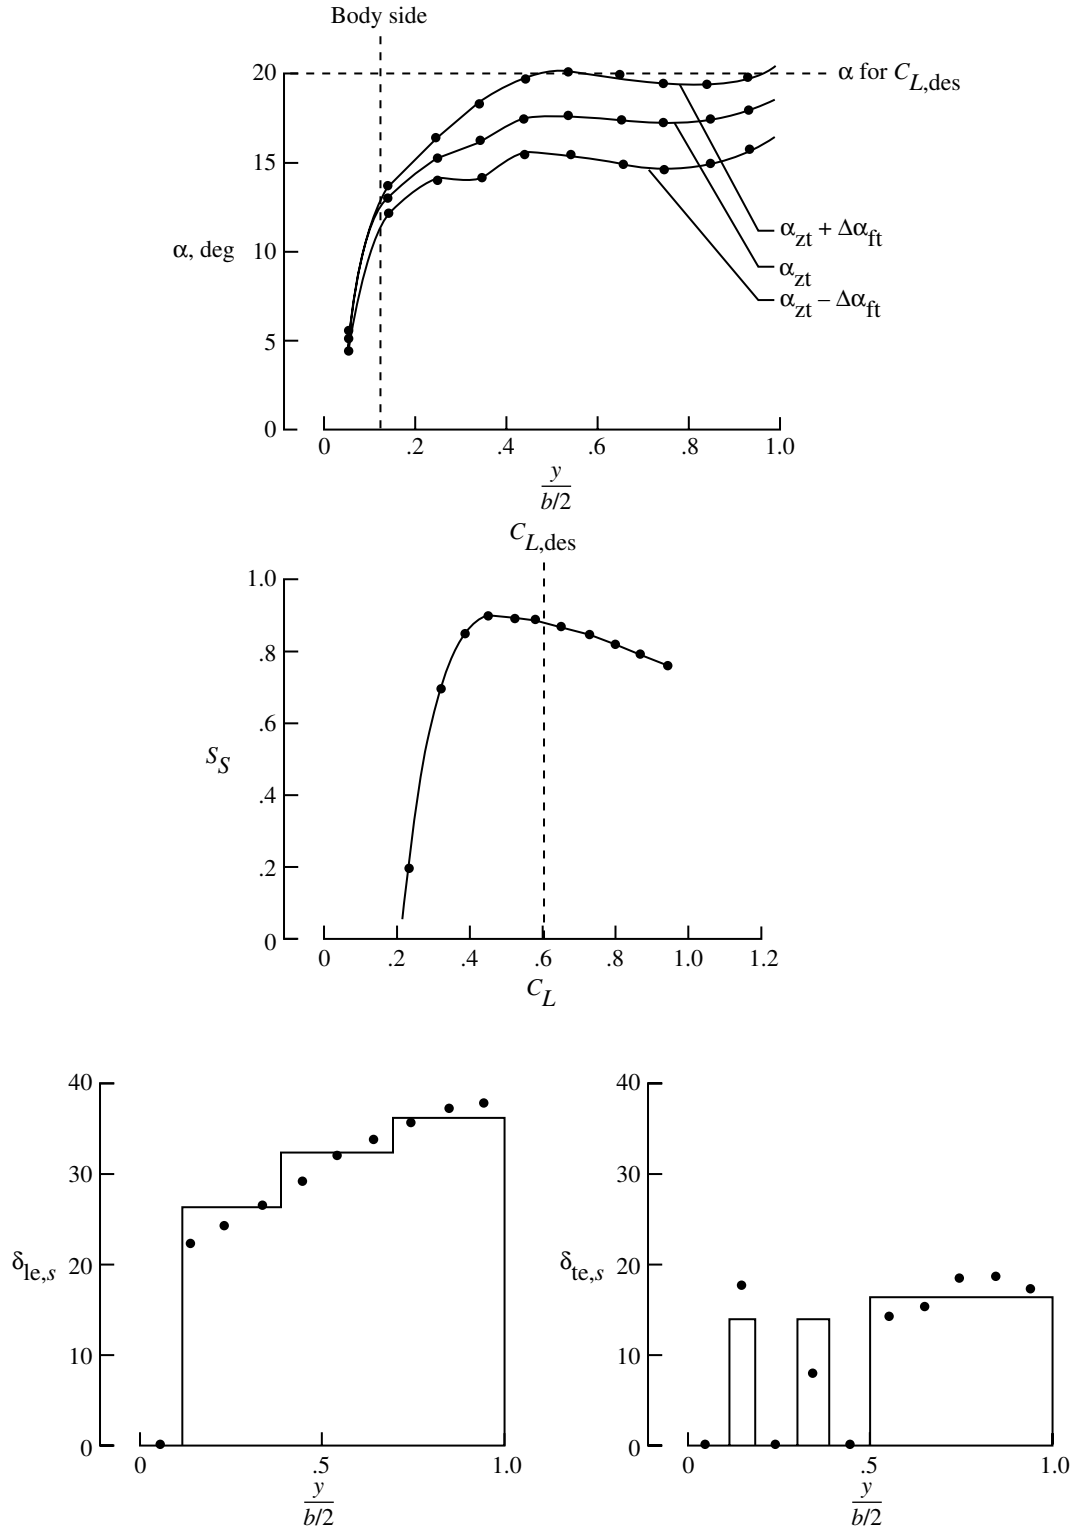 Body side
20
α for C_L,des
15
α_zt + Δα_ft
α, deg
10
α_zt
α_zt – Δα_ft
5
0
0 .2 .4 .6 .8 1.0
y
b/2
C_L,des
1.0
.8
.6
S_S
.4
.2
0
0 .2 .4 .6 .8 1.0 1.2
C_L
40
30
δ_le,s
20
10
0
0 .5 1.0
y
b/2
40
30
δ_te,s
20
10
0
0 .5 1.0
y
b/2